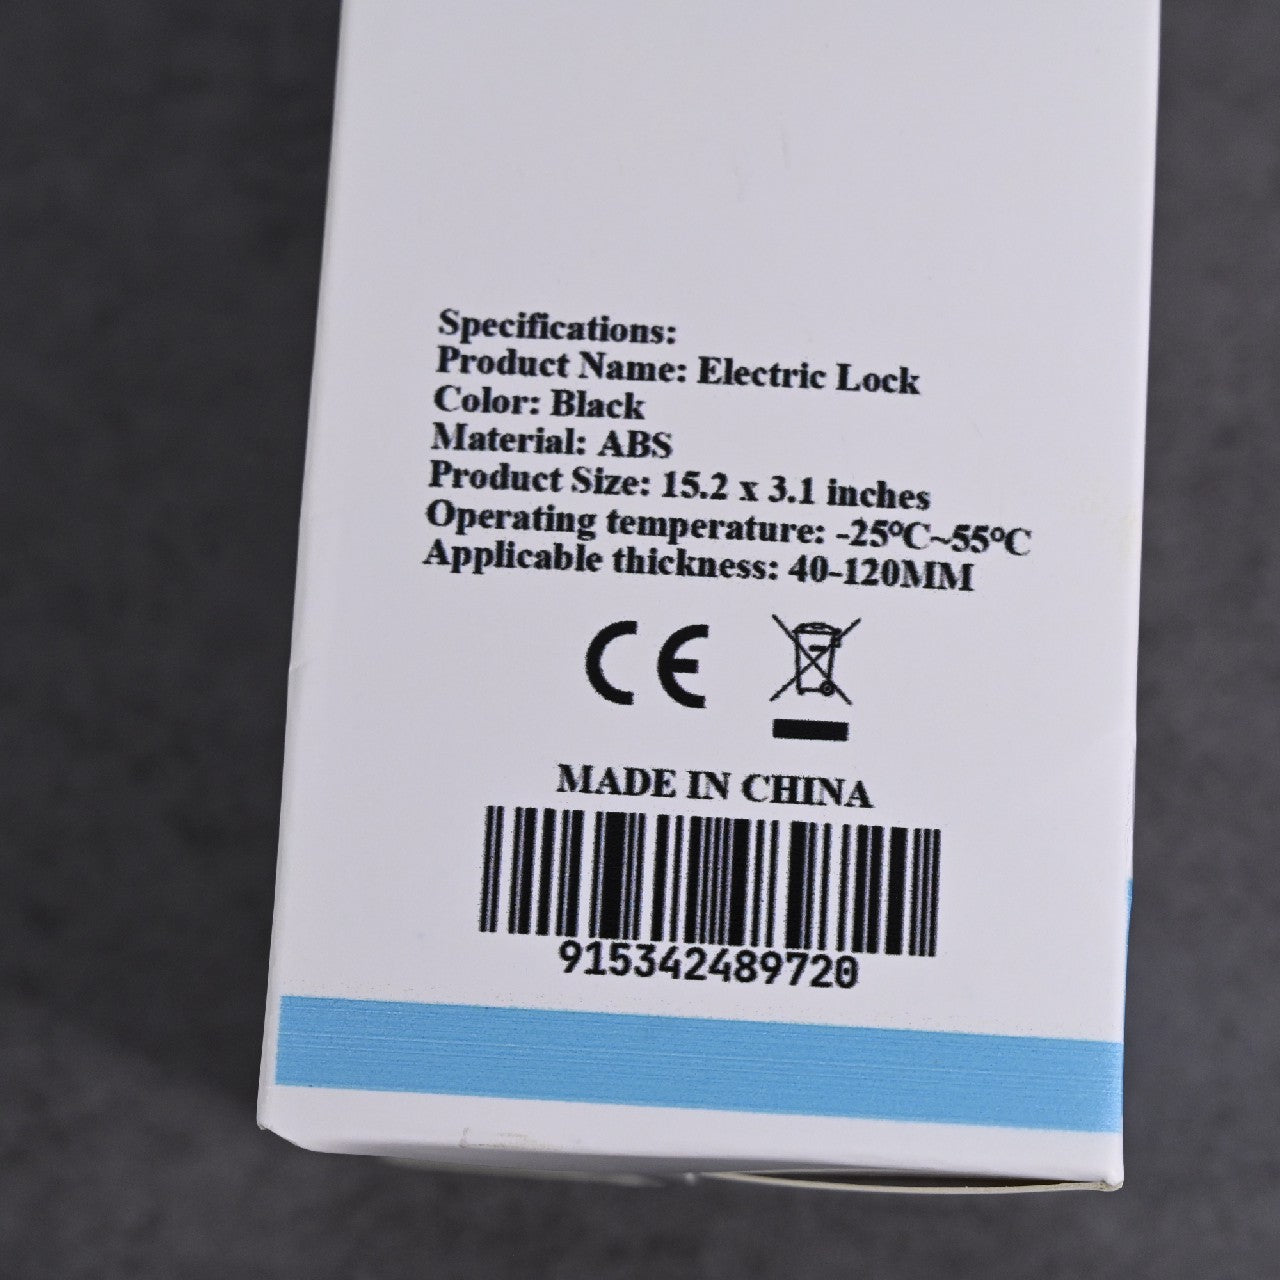 Specifications:
Product Name: Electric Lock
Color: Black
Material: ABS
Product Size: 15.2 x 3.1 inches
Operating temperature: -25°C~55°C
Applicable thickness: 40-120MM
CE
MADE IN CHINA
915342489720